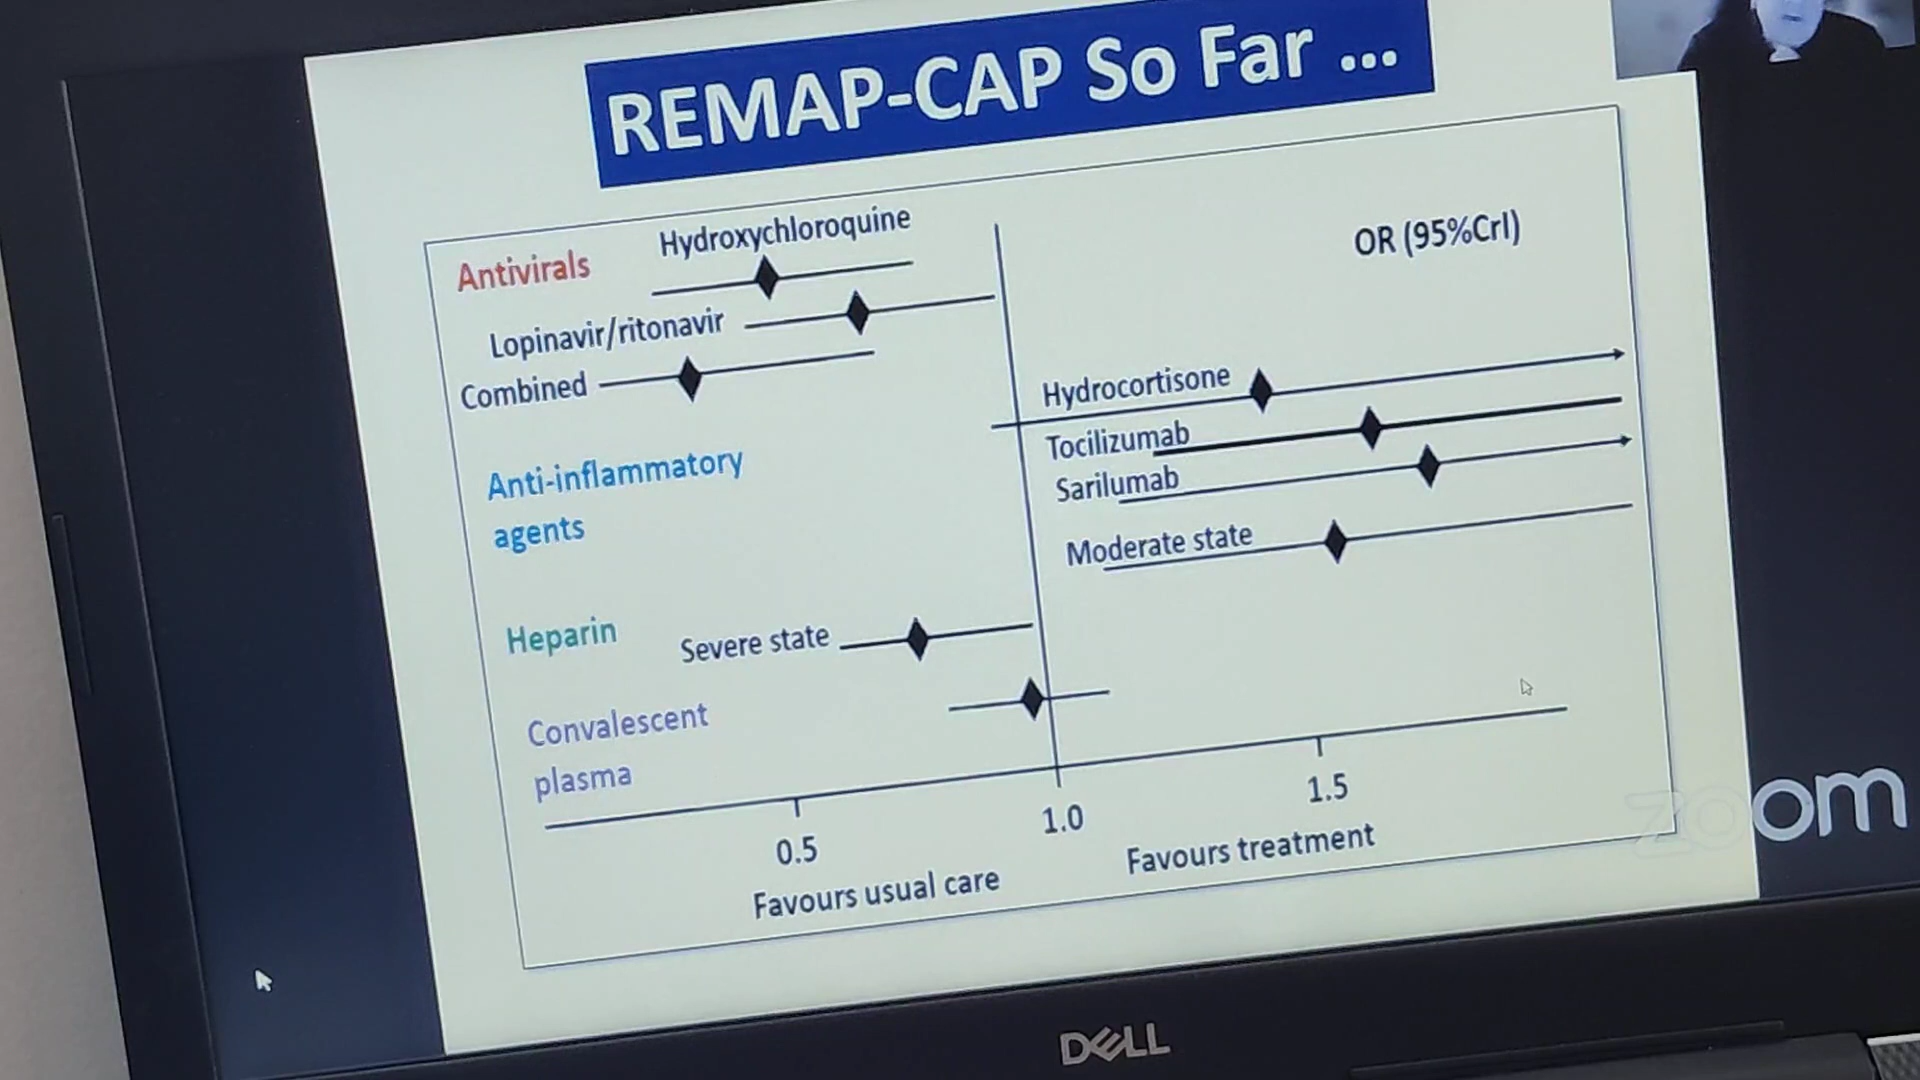 REMAP-CAP So Far ...
OR (95%CrI)
Antivirals
Hydroxychloroquine
Lopinavir/ritonavir
Combined
Hydrocortisone
Tocilizumab
Sarilumab
Anti-inflammatory
agents
Moderate state
Heparin
Severe state
Convalescent
plasma
0.5
1.0
1.5
Favours usual care
Favours treatment
zoom
DELL